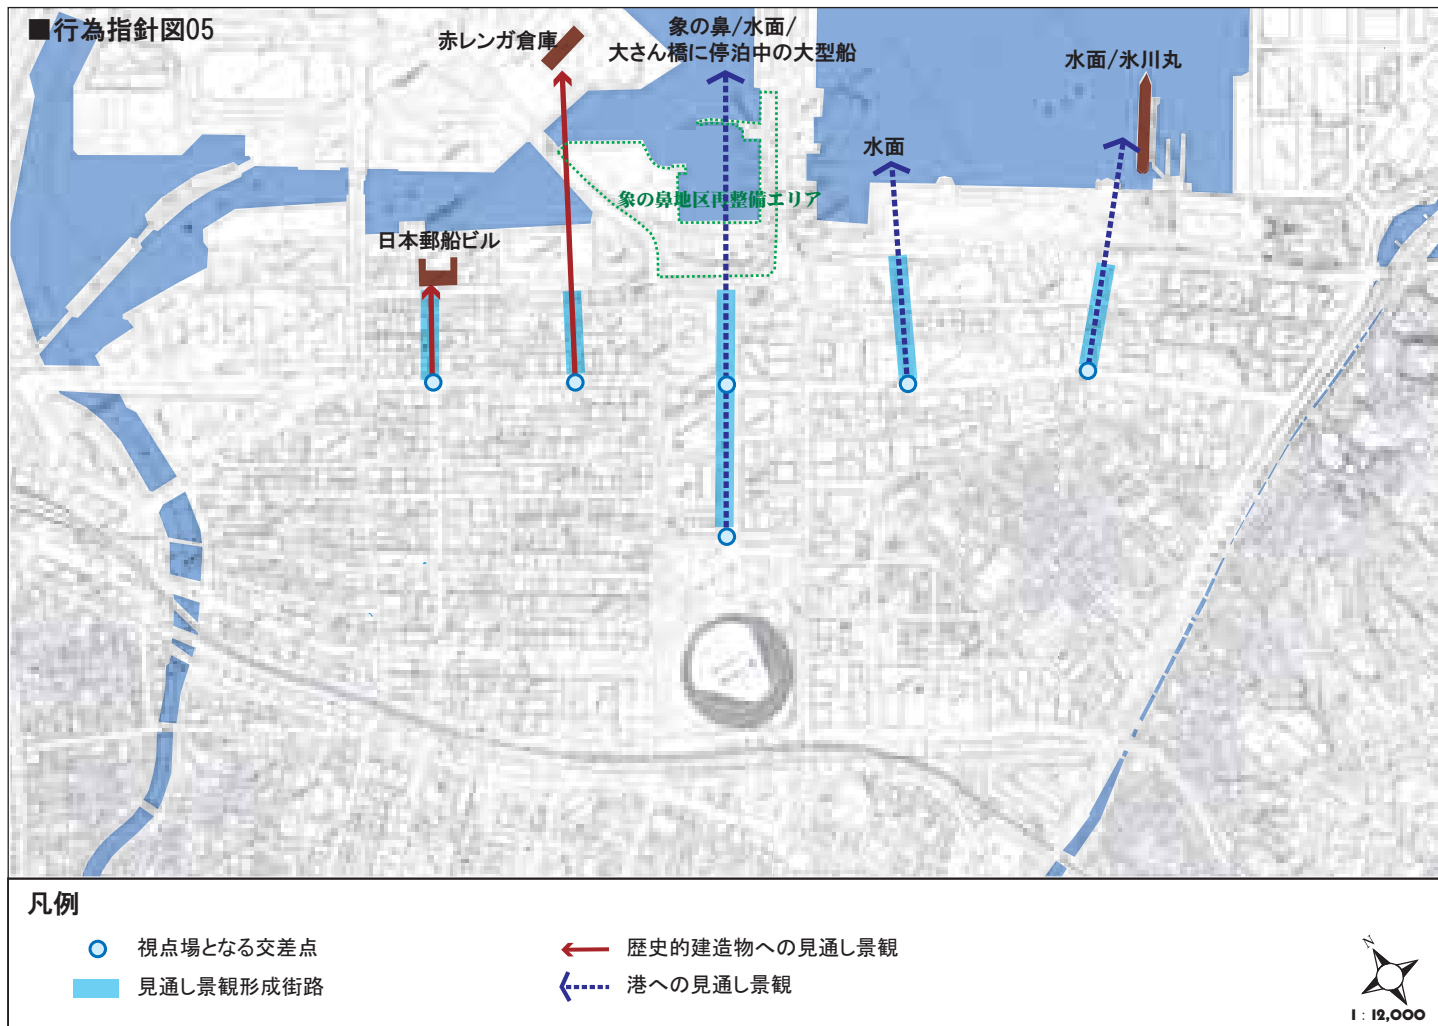 ■行為指針図05
赤レンガ倉庫
象の鼻/水面/
大さん橋に停泊中の大型船
水面/氷川丸
水面
象の鼻地区再整備エリア
日本郵船ビル
凡例
視点場となる交差点
見通し景観形成街路
歴史的建造物への見通し景観
港への見通し景観
N
1:12,000